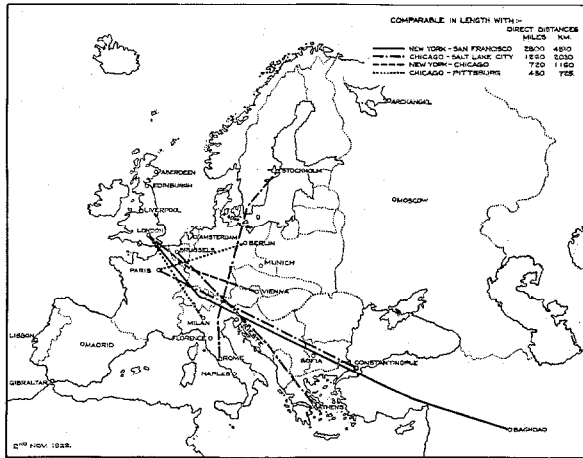 COMPARABLE IN LENGTH WITH :-
DIRECT DISTANCES
MILES KM.
NEW YORK - SAN FRANCISCO 2800 4810
CHICAGO - SALT LAKE CITY 1260 2030
NEW YORK - CHICAGO 720 1160
CHICAGO - PITTSBURG 450 725
ARCHANGEL
STOCKHOLM
ABERDEEN
EDINBURGH
MOSCOW
LIVERPOOL
LONDON
AMSTERDAM
BERLIN
BRUSSELS
MUNICH
PARIS
VIENNA
MILAN
FLORENCE
LISBON
MADRID
SOFIA
CONSTANTINOPLE
ROME
NAPLES
GIBRALTAR
ATHENS
BAGHDAD
2ND NOV. 1922.